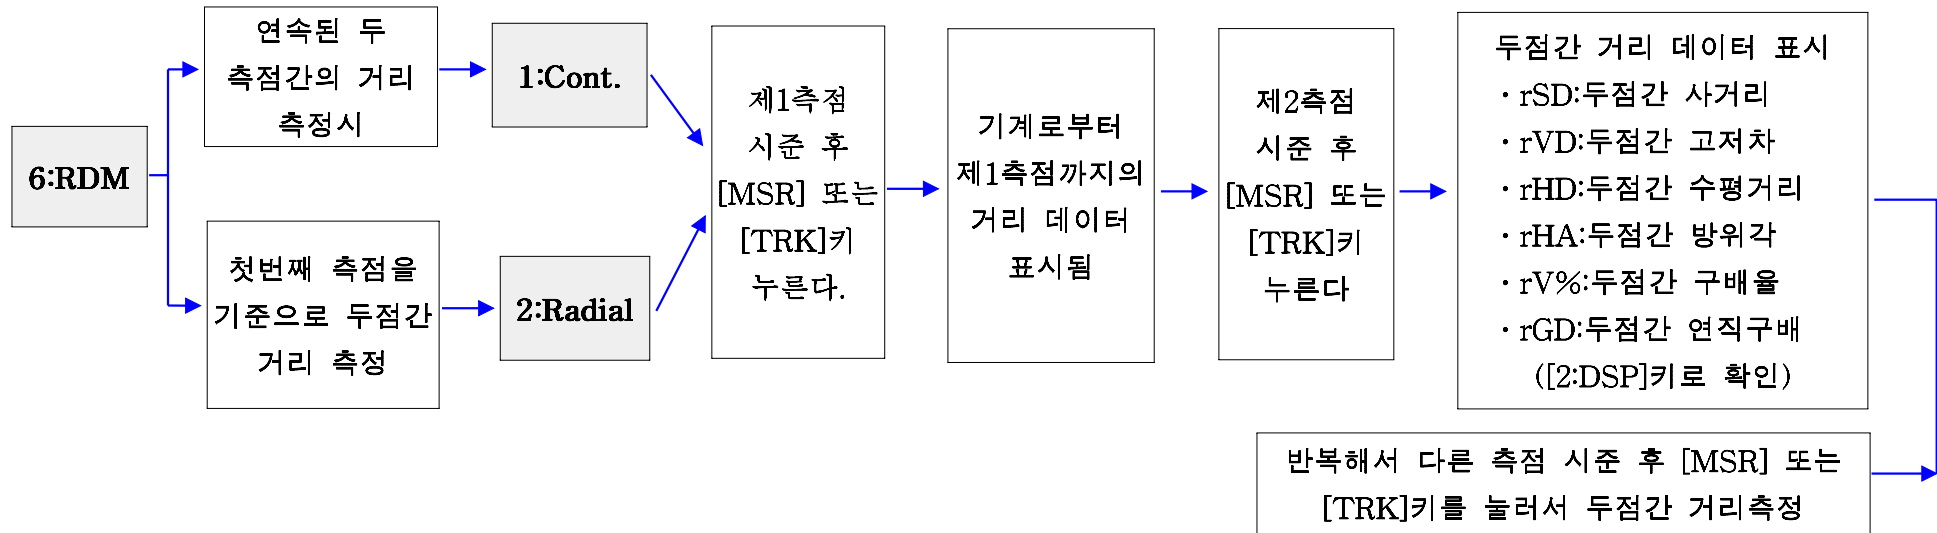 6:RDM
연속된 두
측점간의 거리
측정시
1:Cont.
첫번째 측점을
기준으로 두점간
거리 측정
2:Radial
제1측점
시준 후
[MSR] 또는
[TRK]키
누른다.
기계로부터
제1측점까지의
거리 데이터
표시됨
제2측점
시준 후
[MSR] 또는
[TRK]키
누른다
두점간 거리 데이터 표시
· rSD:두점간 사거리
· rVD:두점간 고저차
· rHD:두점간 수평거리
· rHA:두점간 방위각
· rV%:두점간 구배율
· rGD:두점간 연직구배
([2:DSP]키로 확인)
반복해서 다른 측점 시준 후 [MSR] 또는
[TRK]키를 눌러서 두점간 거리측정